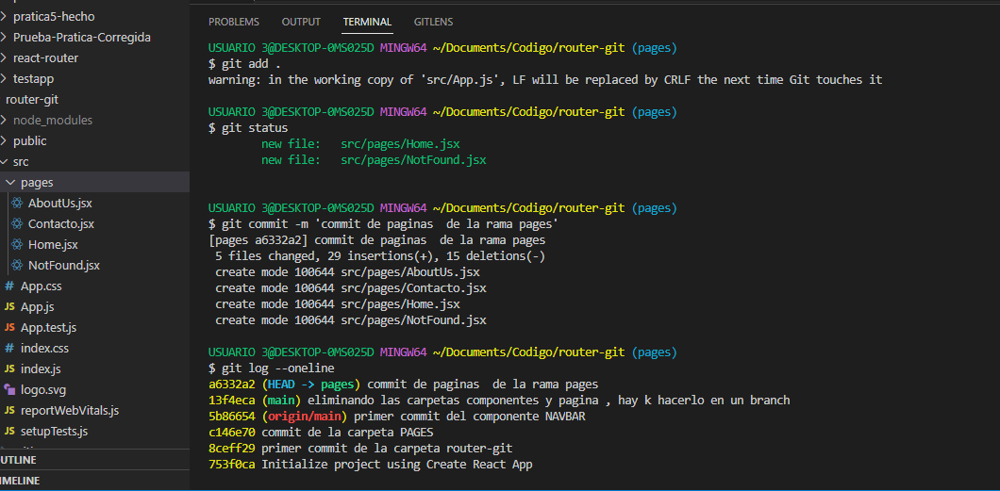 pratica5-hecho
Prueba-Pratica-Corregida
react-router
testapp
router-git
node_modules
public
src
pages
AboutUs.jsx
Contacto.jsx
Home.jsx
NotFound.jsx
# App.css
JS App.js
JS App.test.js
# index.css
JS index.js
logo.svg
JS reportWebVitals.js
JS setupTests.js
UTLINE
IMELINE
PROBLEMS OUTPUT TERMINAL GITLENS
USUARIO 3@DESKTOP-0MS025D MINGW64 ~/Documents/Codigo/router-git (pages)
$ git add .
warning: in the working copy of 'src/App.js', LF will be replaced by CRLF the next time Git touches it
USUARIO 3@DESKTOP-0MS025D MINGW64 ~/Documents/Codigo/router-git (pages)
$ git status
new file:   src/pages/Home.jsx
new file:   src/pages/NotFound.jsx
USUARIO 3@DESKTOP-0MS025D MINGW64 ~/Documents/Codigo/router-git (pages)
$ git commit -m 'commit de paginas  de la rama pages'
[pages a6332a2] commit de paginas  de la rama pages
5 files changed, 29 insertions(+), 15 deletions(-)
create mode 100644 src/pages/AboutUs.jsx
create mode 100644 src/pages/Contacto.jsx
create mode 100644 src/pages/Home.jsx
create mode 100644 src/pages/NotFound.jsx
USUARIO 3@DESKTOP-0MS025D MINGW64 ~/Documents/Codigo/router-git (pages)
$ git log --oneline
a6332a2 (HEAD -> pages) commit de paginas  de la rama pages
13f4eca (main) eliminando las carpetas componentes y pagina , hay k hacerlo en un branch
5b86654 (origin/main) primer commit del componente NAVBAR
c146e70 commit de la carpeta PAGES
8ceff29 primer commit de la carpeta router-git
753f0ca Initialize project using Create React App